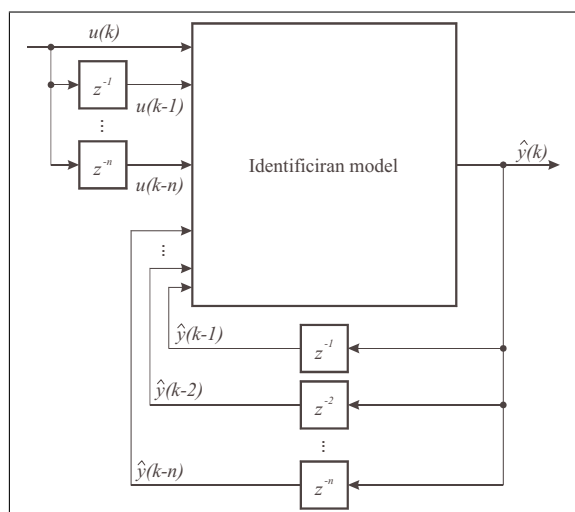 u(k)
z⁻¹
u(k-1)
⋮
z⁻ⁿ
u(k-n)
Identificiran model
ŷ(k)
⋮
ŷ(k-1)
z⁻¹
ŷ(k-2)
z⁻²
⋮
ŷ(k-n)
z⁻ⁿ